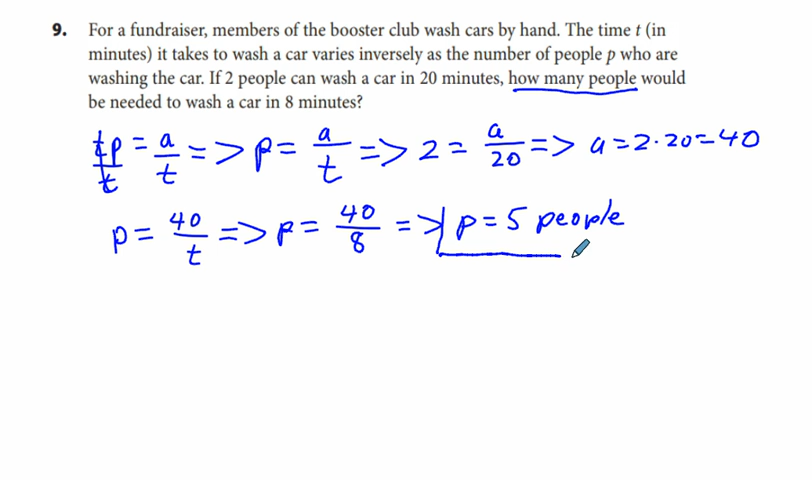 9. For a fundraiser, members of the booster club wash cars by hand. The time t (in
minutes) it takes to wash a car varies inversely as the number of people p who are
washing the car. If 2 people can wash a car in 20 minutes, how many people would
be needed to wash a car in 8 minutes?
tp/t = a/t => p = a/t => 2 = a/20 => a = 2·20 = 40
p = 40/t => p = 40/8 => p = 5 people